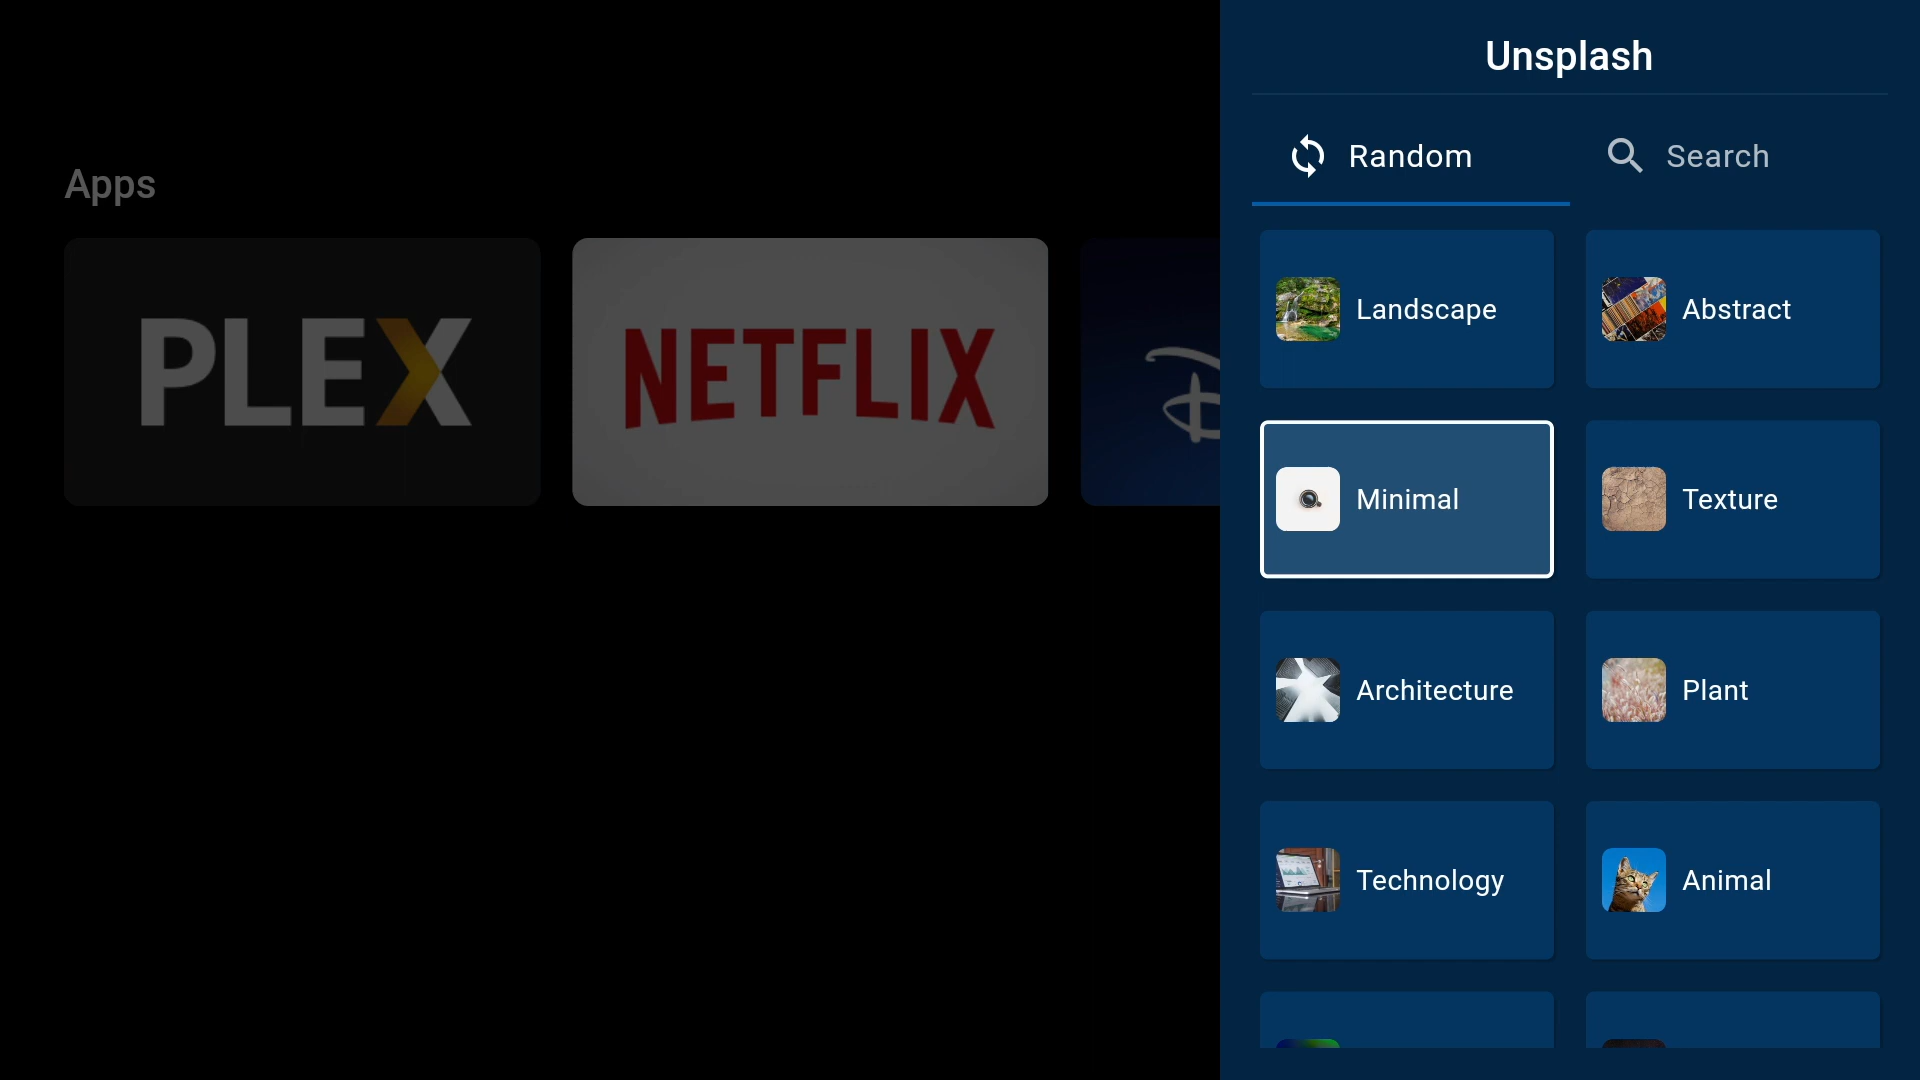 Unsplash
Random
Search
Apps
PLEX
NETFLIX
Landscape
Abstract
Minimal
Texture
Architecture
Plant
Technology
Animal